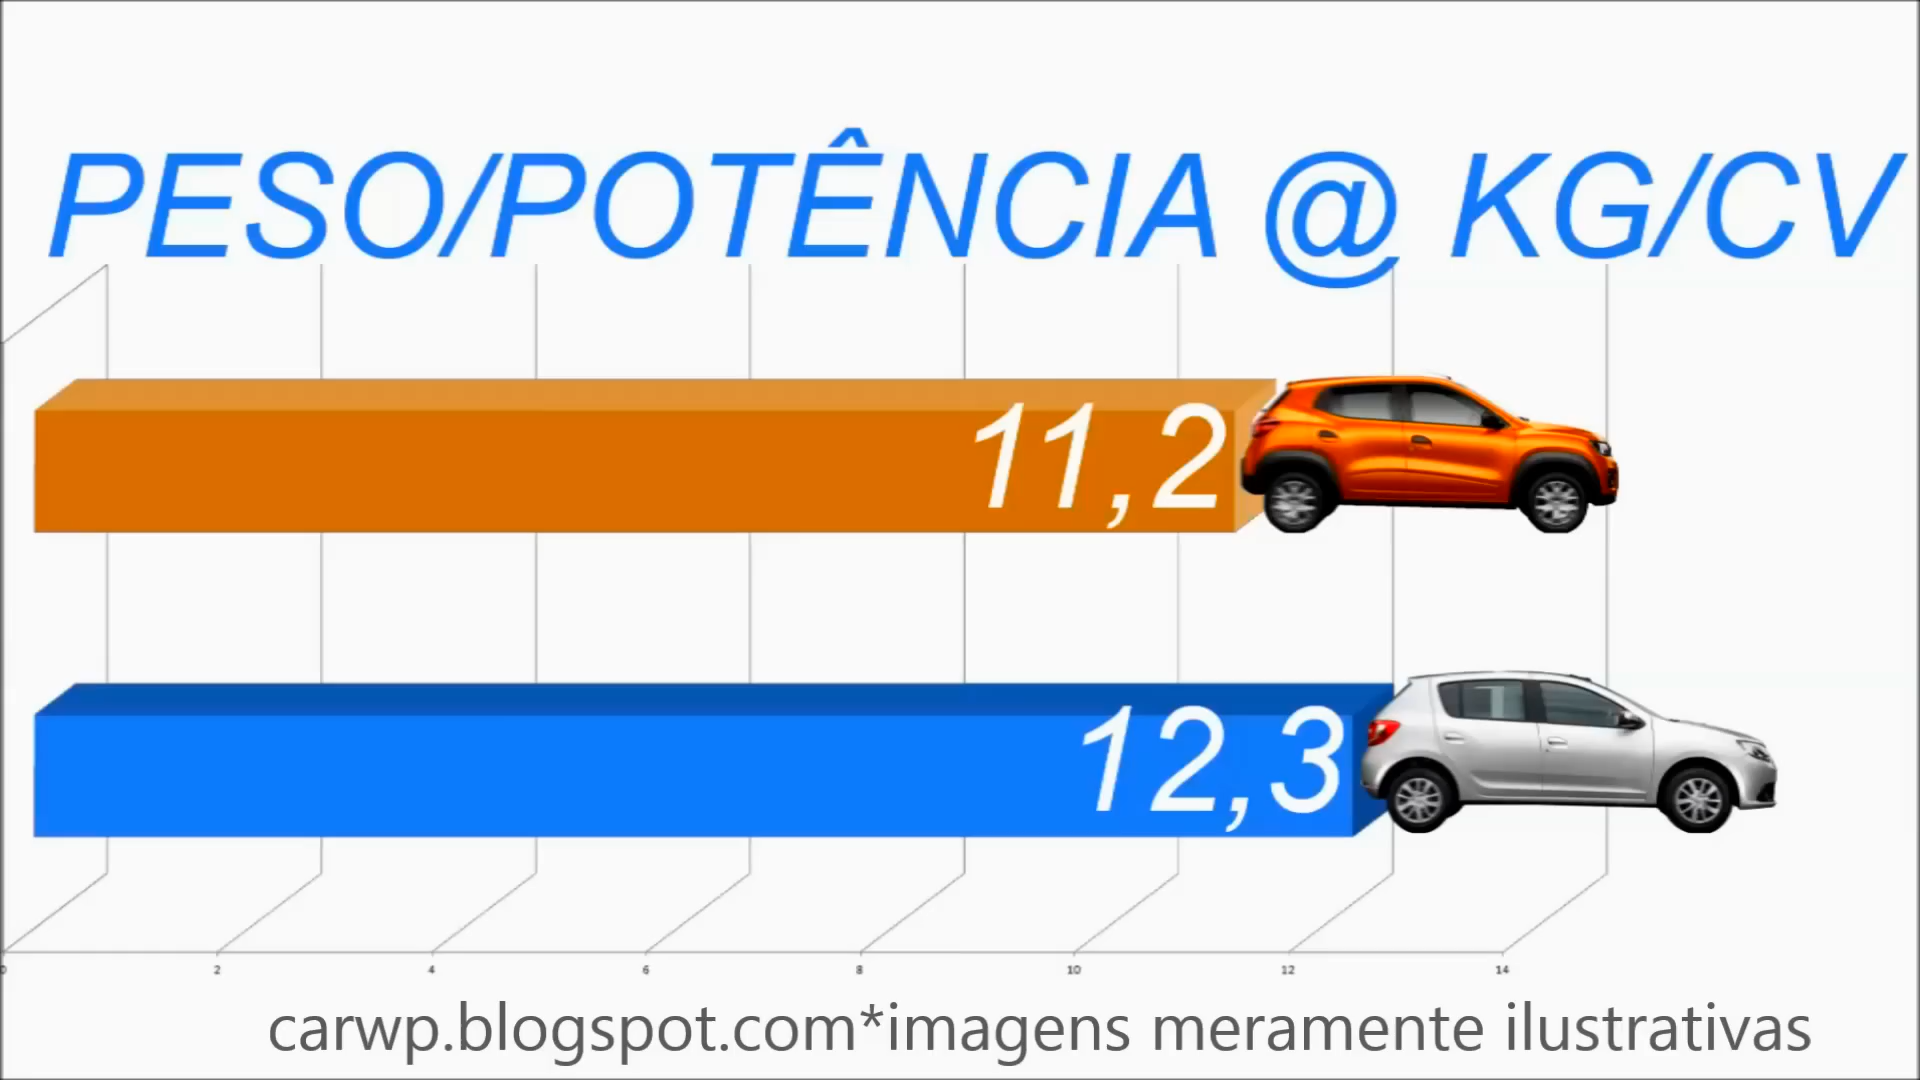 PESO/POTÊNCIA @ KG/CV
11,2
12,3
0 2 4 6 8 10 12 14
carwp.blogspot.com*imagens meramente ilustrativas